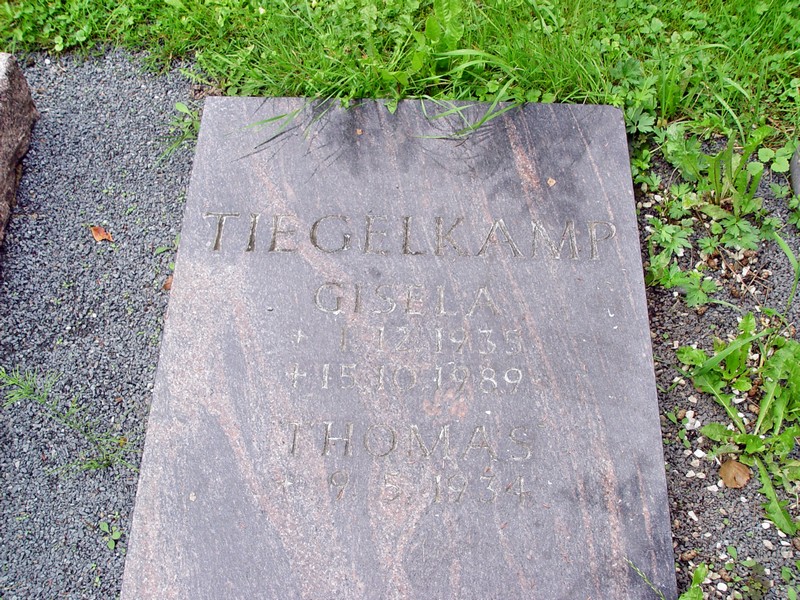 TIEGELKAMP
GISELA
+ 1.12.1935
+ 15.10.1989
THOMAS
+ 9.5.1934